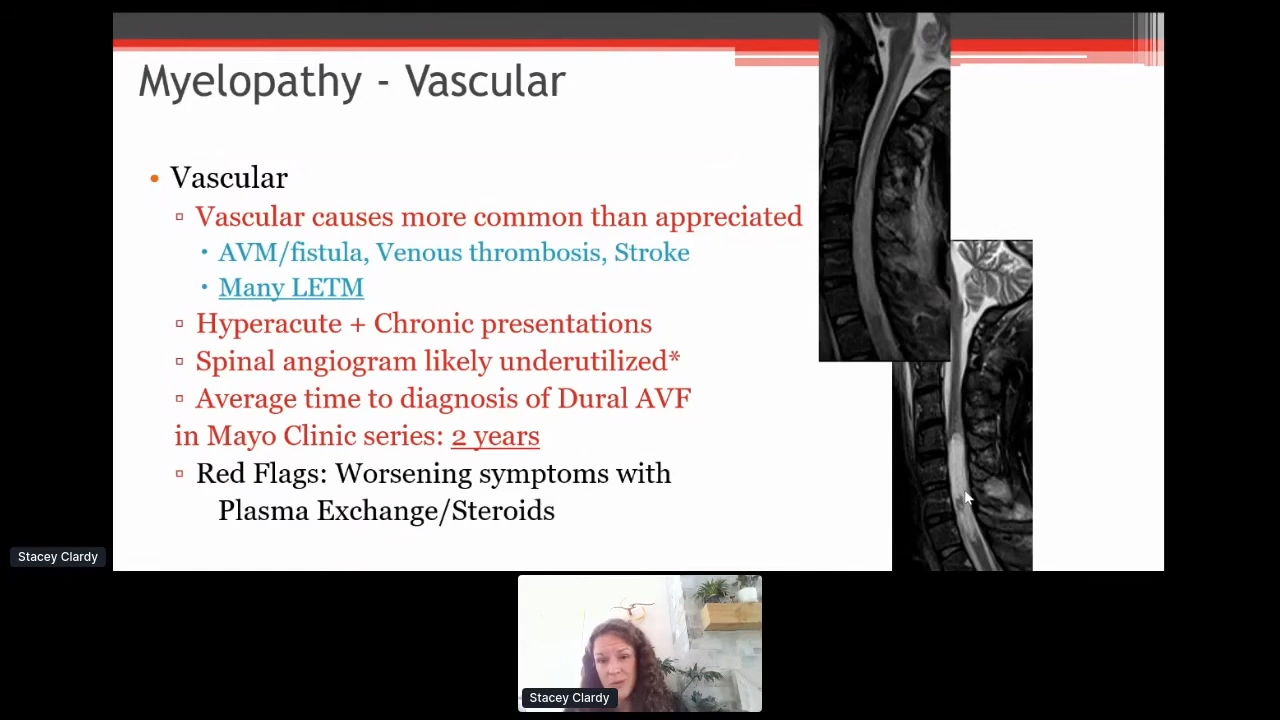 Myelopathy - Vascular
• Vascular
▫ Vascular causes more common than appreciated
• AVM/fistula, Venous thrombosis, Stroke
• Many LETM
▫ Hyperacute + Chronic presentations
▫ Spinal angiogram likely underutilized*
▫ Average time to diagnosis of Dural AVF
in Mayo Clinic series: 2 years
▫ Red Flags: Worsening symptoms with
Plasma Exchange/Steroids
Stacey Clardy
Stacey Clardy